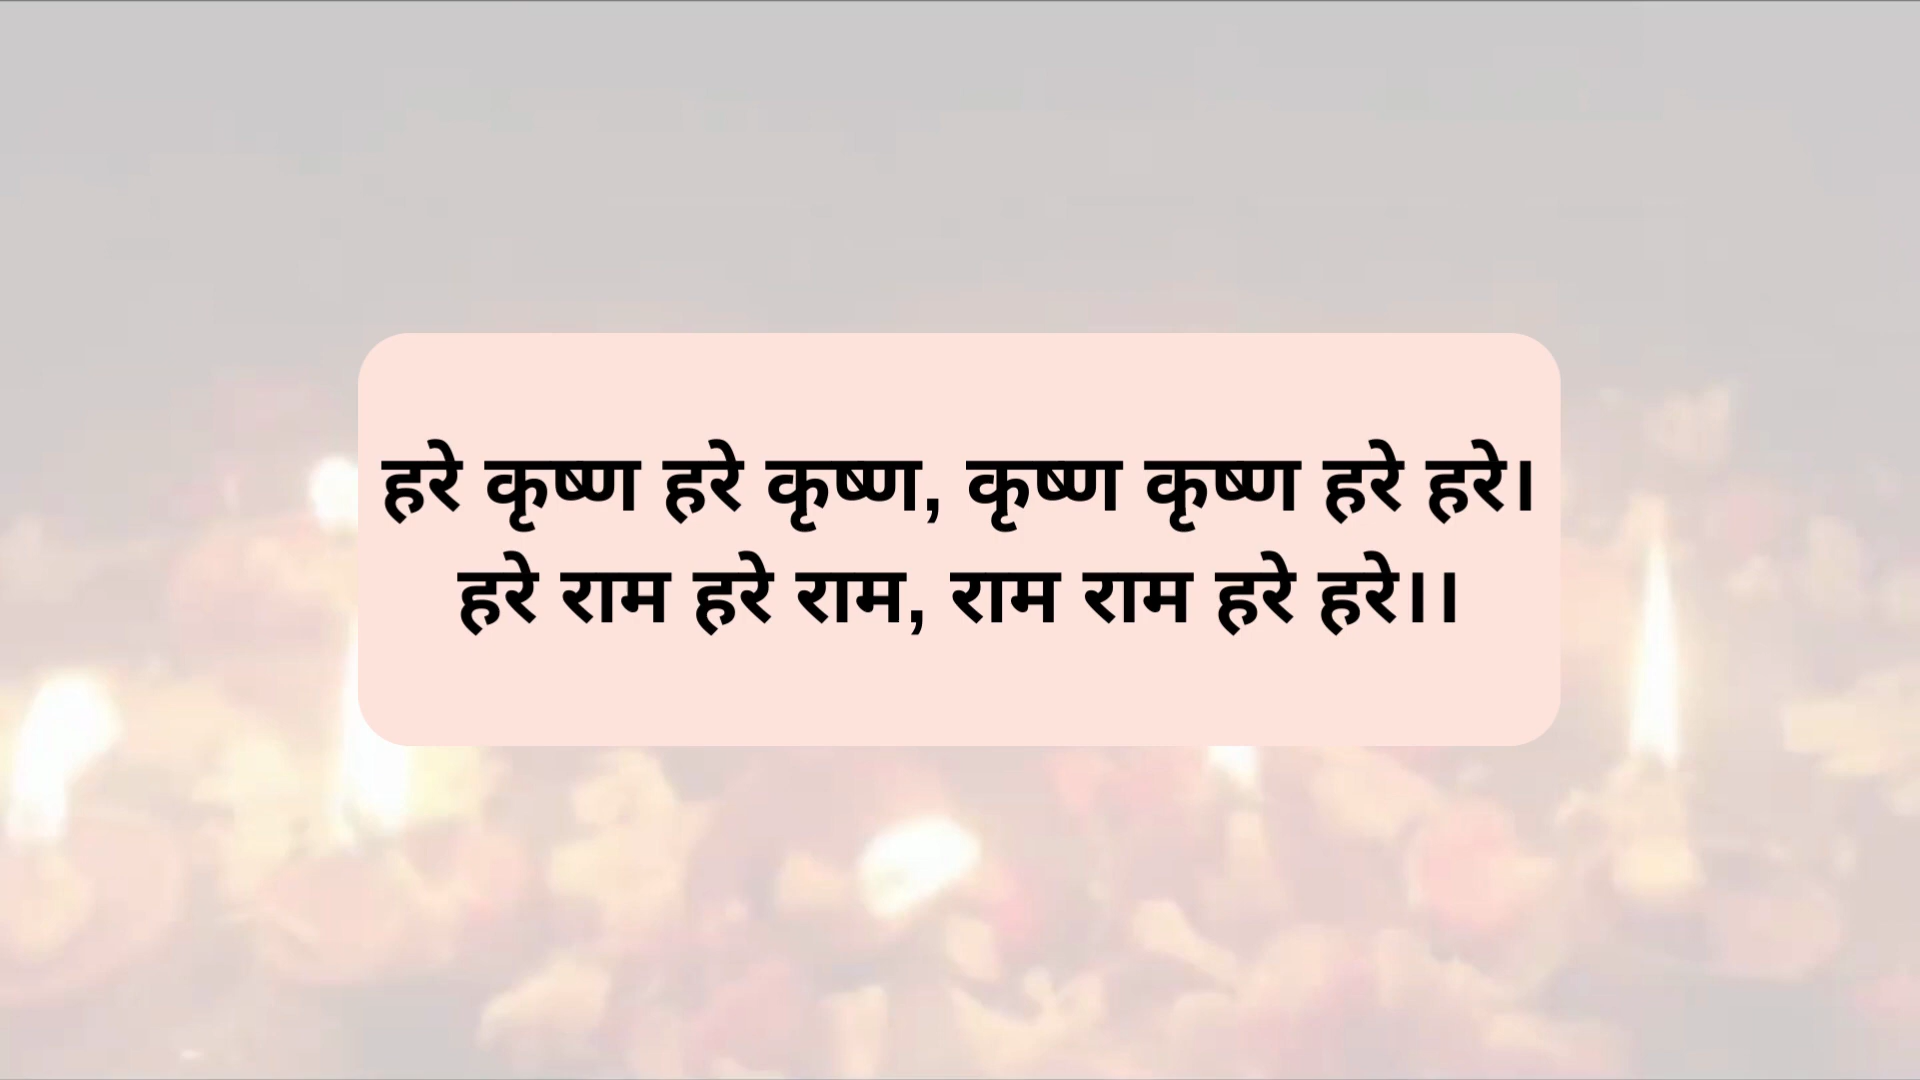 हरे कृष्ण हरे कृष्ण, कृष्ण कृष्ण हरे हरे।
हरे राम हरे राम, राम राम हरे हरे।।